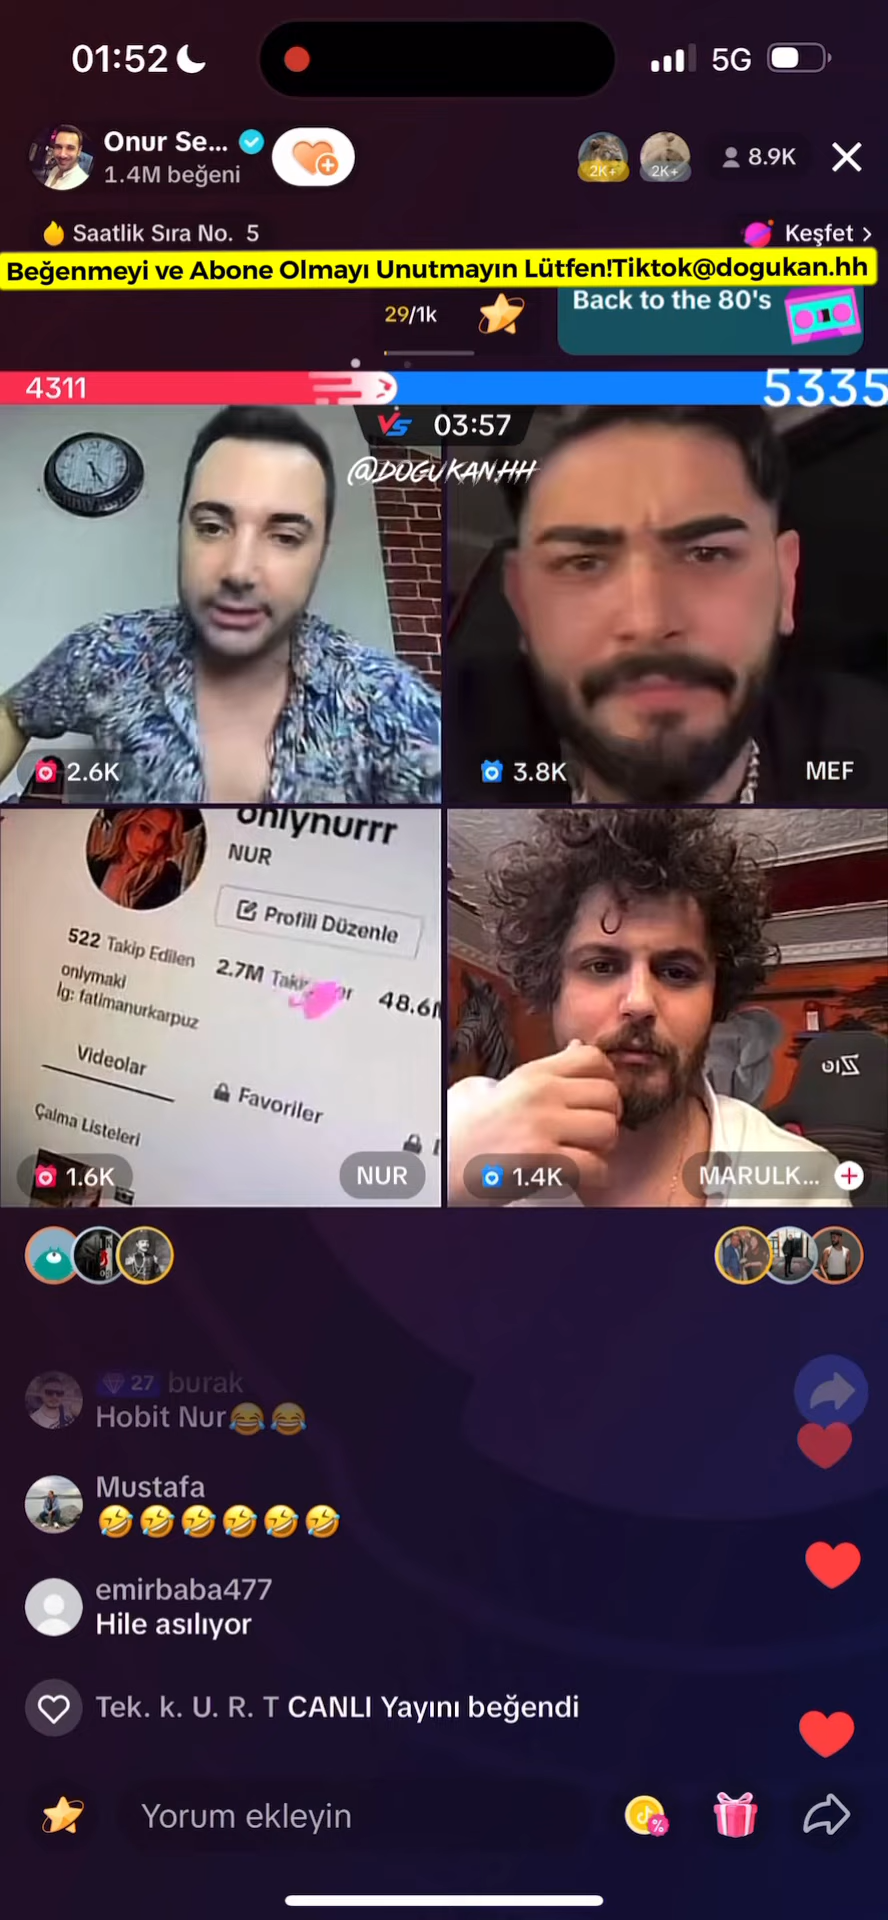 01:52
5G
Onur Se...
1.4M beğeni
2K+
2K+
8.9K
Saatlik Sıra No. 5
Keşfet >
Beğenmeyi ve Abone Olmayı Unutmayın Lütfen!Tiktok@dogukan.hh
29/1k
Back to the 80's
4311
5335
VS 03:57
@DOGUKAN.HH
2.6K
3.8K
MEF
onlynurrr
NUR
Profili Düzenle
522 Takip Edilen
2.7M
48.6
onlymaki
Ig: fatimanurkarpuz
Videolar
Favoriler
Çalma Listeleri
1.6K
NUR
1.4K
MARULK...
27 burak
Hobit Nur😂😂
Mustafa
🤣🤣🤣🤣🤣🤣
emirbaba477
Hile asılıyor
Tek. k. U. R. T CANLI Yayını beğendi
Yorum ekleyin